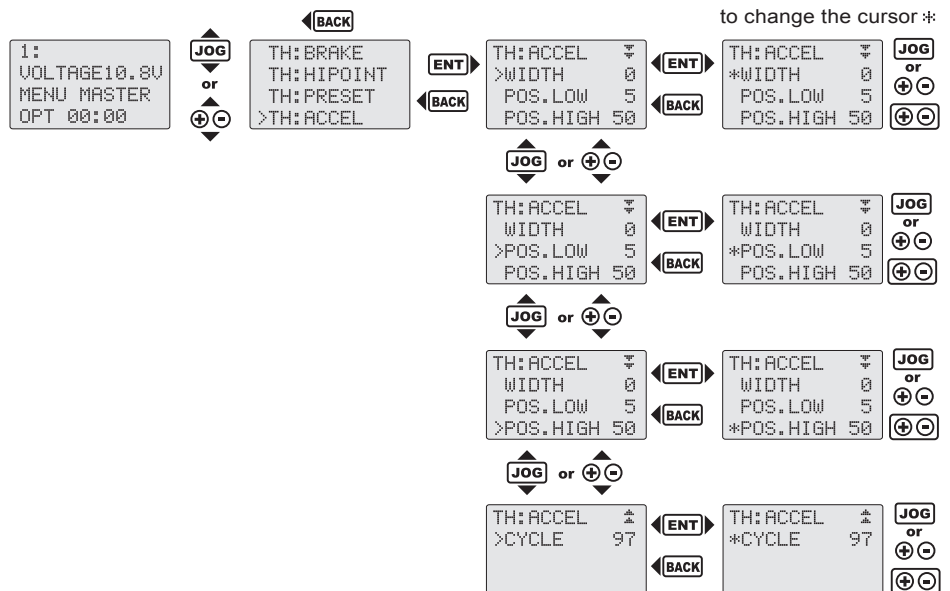 BACK
to change the cursor *
1:
VOLTAGE10.8V
MENU MASTER
OPT 00:00
JOG
or
+ -
TH:BRAKE
TH:HIPOINT
TH:PRESET
>TH:ACCEL
ENT
BACK
TH:ACCEL
>WIDTH 0
POS.LOW 5
POS.HIGH 50
ENT
BACK
TH:ACCEL
*WIDTH 0
POS.LOW 5
POS.HIGH 50
JOG
or
+ -
+ -
JOG or + -
TH:ACCEL
WIDTH 0
>POS.LOW 5
POS.HIGH 50
ENT
BACK
TH:ACCEL
WIDTH 0
*POS.LOW 5
POS.HIGH 50
JOG
or
+ -
+ -
JOG or + -
TH:ACCEL
WIDTH 0
POS.LOW 5
>POS.HIGH 50
ENT
BACK
TH:ACCEL
WIDTH 0
POS.LOW 5
*POS.HIGH 50
JOG
or
+ -
+ -
JOG or + -
TH:ACCEL
>CYCLE 97
ENT
BACK
TH:ACCEL
*CYCLE 97
JOG
or
+ -
+ -